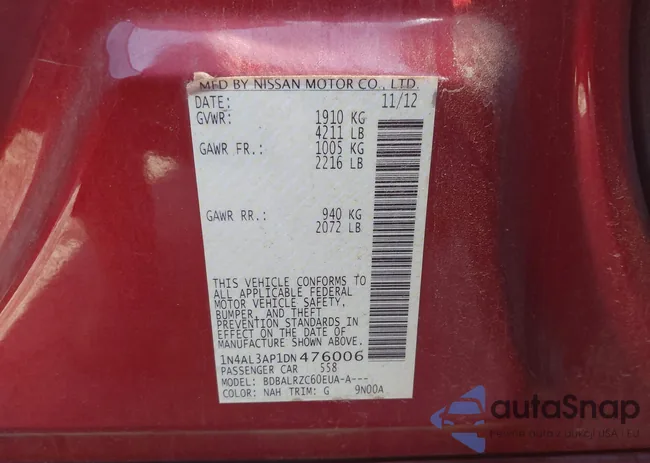 MFD BY NISSAN MOTOR CO., LTD.
DATE: 11/12
GVWR: 1910 KG
4211 LB
GAWR FR.: 1005 KG
2216 LB
GAWR RR.: 940 KG
2072 LB
THIS VEHICLE CONFORMS TO
ALL APPLICABLE FEDERAL
MOTOR VEHICLE SAFETY,
BUMPER, AND THEFT
PREVENTION STANDARDS IN
EFFECT ON THE DATE OF
MANUFACTURE SHOWN ABOVE.
1N4AL3AP1DN476006
PASSENGER CAR 558
MODEL: BDBALRZC60EUA-A---
COLOR: NAH TRIM: G 9N00A
autoSnap